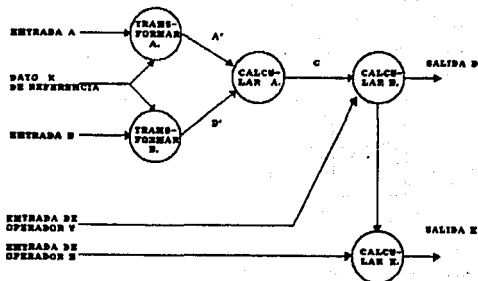 ENTRADA A
TRANS-
FORMAR
A.
A'
DATO X
DE REFERENCIA
CALCU-
LAR A.
C
CALCU-
LAR D.
SALIDA D
ENTRADA B
TRANS-
FORMAR
B.
B'
ENTRADA DE
OPERADOR Y
ENTRADA DE
OPERADOR Z
CALCU-
LAR E.
SALIDA E